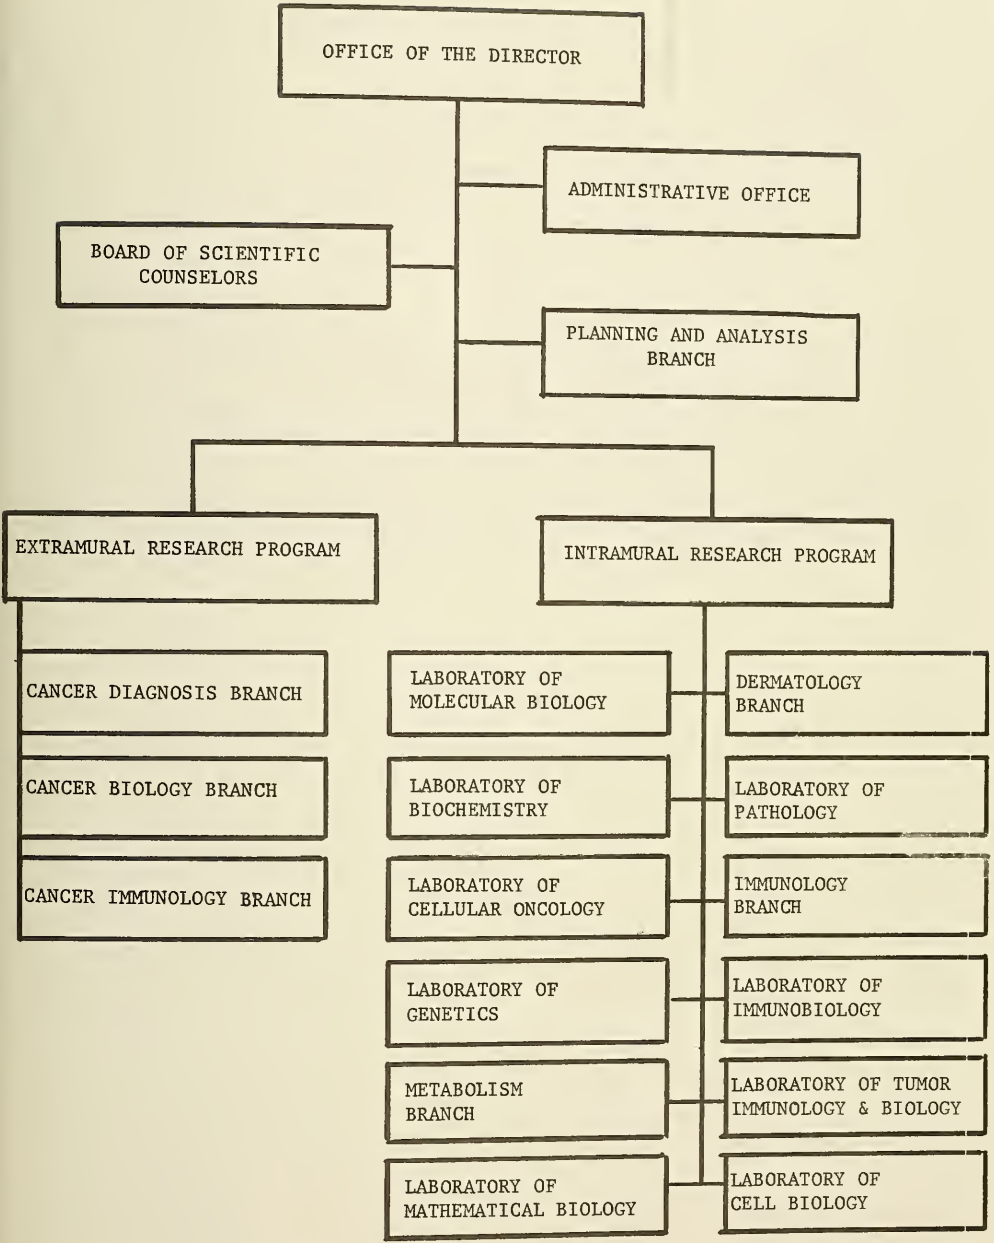 OFFICE OF THE DIRECTOR
ADMINISTRATIVE OFFICE
BOARD OF SCIENTIFIC
COUNSELORS
PLANNING AND ANALYSIS
BRANCH
EXTRAMURAL RESEARCH PROGRAM
INTRAMURAL RESEARCH PROGRAM
CANCER DIAGNOSIS BRANCH
CANCER BIOLOGY BRANCH
CANCER IMMUNOLOGY BRANCH
LABORATORY OF
MOLECULAR BIOLOGY
DERMATOLOGY
BRANCH
LABORATORY OF
BIOCHEMISTRY
LABORATORY OF
PATHOLOGY
LABORATORY OF
CELLULAR ONCOLOGY
IMMUNOLOGY
BRANCH
LABORATORY OF
GENETICS
LABORATORY OF
IMMUNOBIOLOGY
METABOLISM
BRANCH
LABORATORY OF TUMOR
IMMUNOLOGY & BIOLOGY
LABORATORY OF
MATHEMATICAL BIOLOGY
LABORATORY OF
CELL BIOLOGY